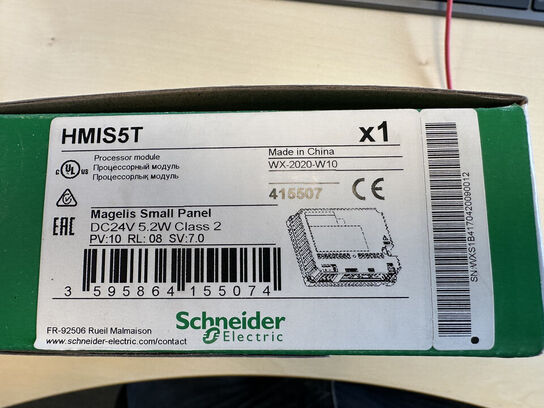 HMIS5T
x1
Processor module
Процессорный модуль
Процессорлық модуль
Made in China
WX-2020-W10
415507
CE
c UL us
EAC
Magelis Small Panel
DC24V 5.2W Class 2
PV:10 RL: 08 SV:7.0
3 595864 155074
FR-92506 Rueil Malmaison
www.schneider-electric.com/contact
Schneider
Electric
SN:WXS1B4170420090012